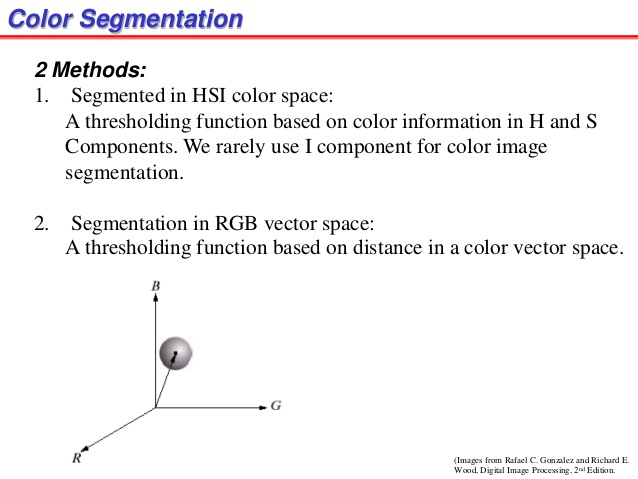 Color Segmentation
2 Methods:
1. Segmented in HSI color space:
A thresholding function based on color information in H and S
Components. We rarely use I component for color image
segmentation.
2. Segmentation in RGB vector space:
A thresholding function based on distance in a color vector space.
B
G
R
(Images from Rafael C. Gonzalez and Richard E.
Wood, Digital Image Processing, 2nd Edition.